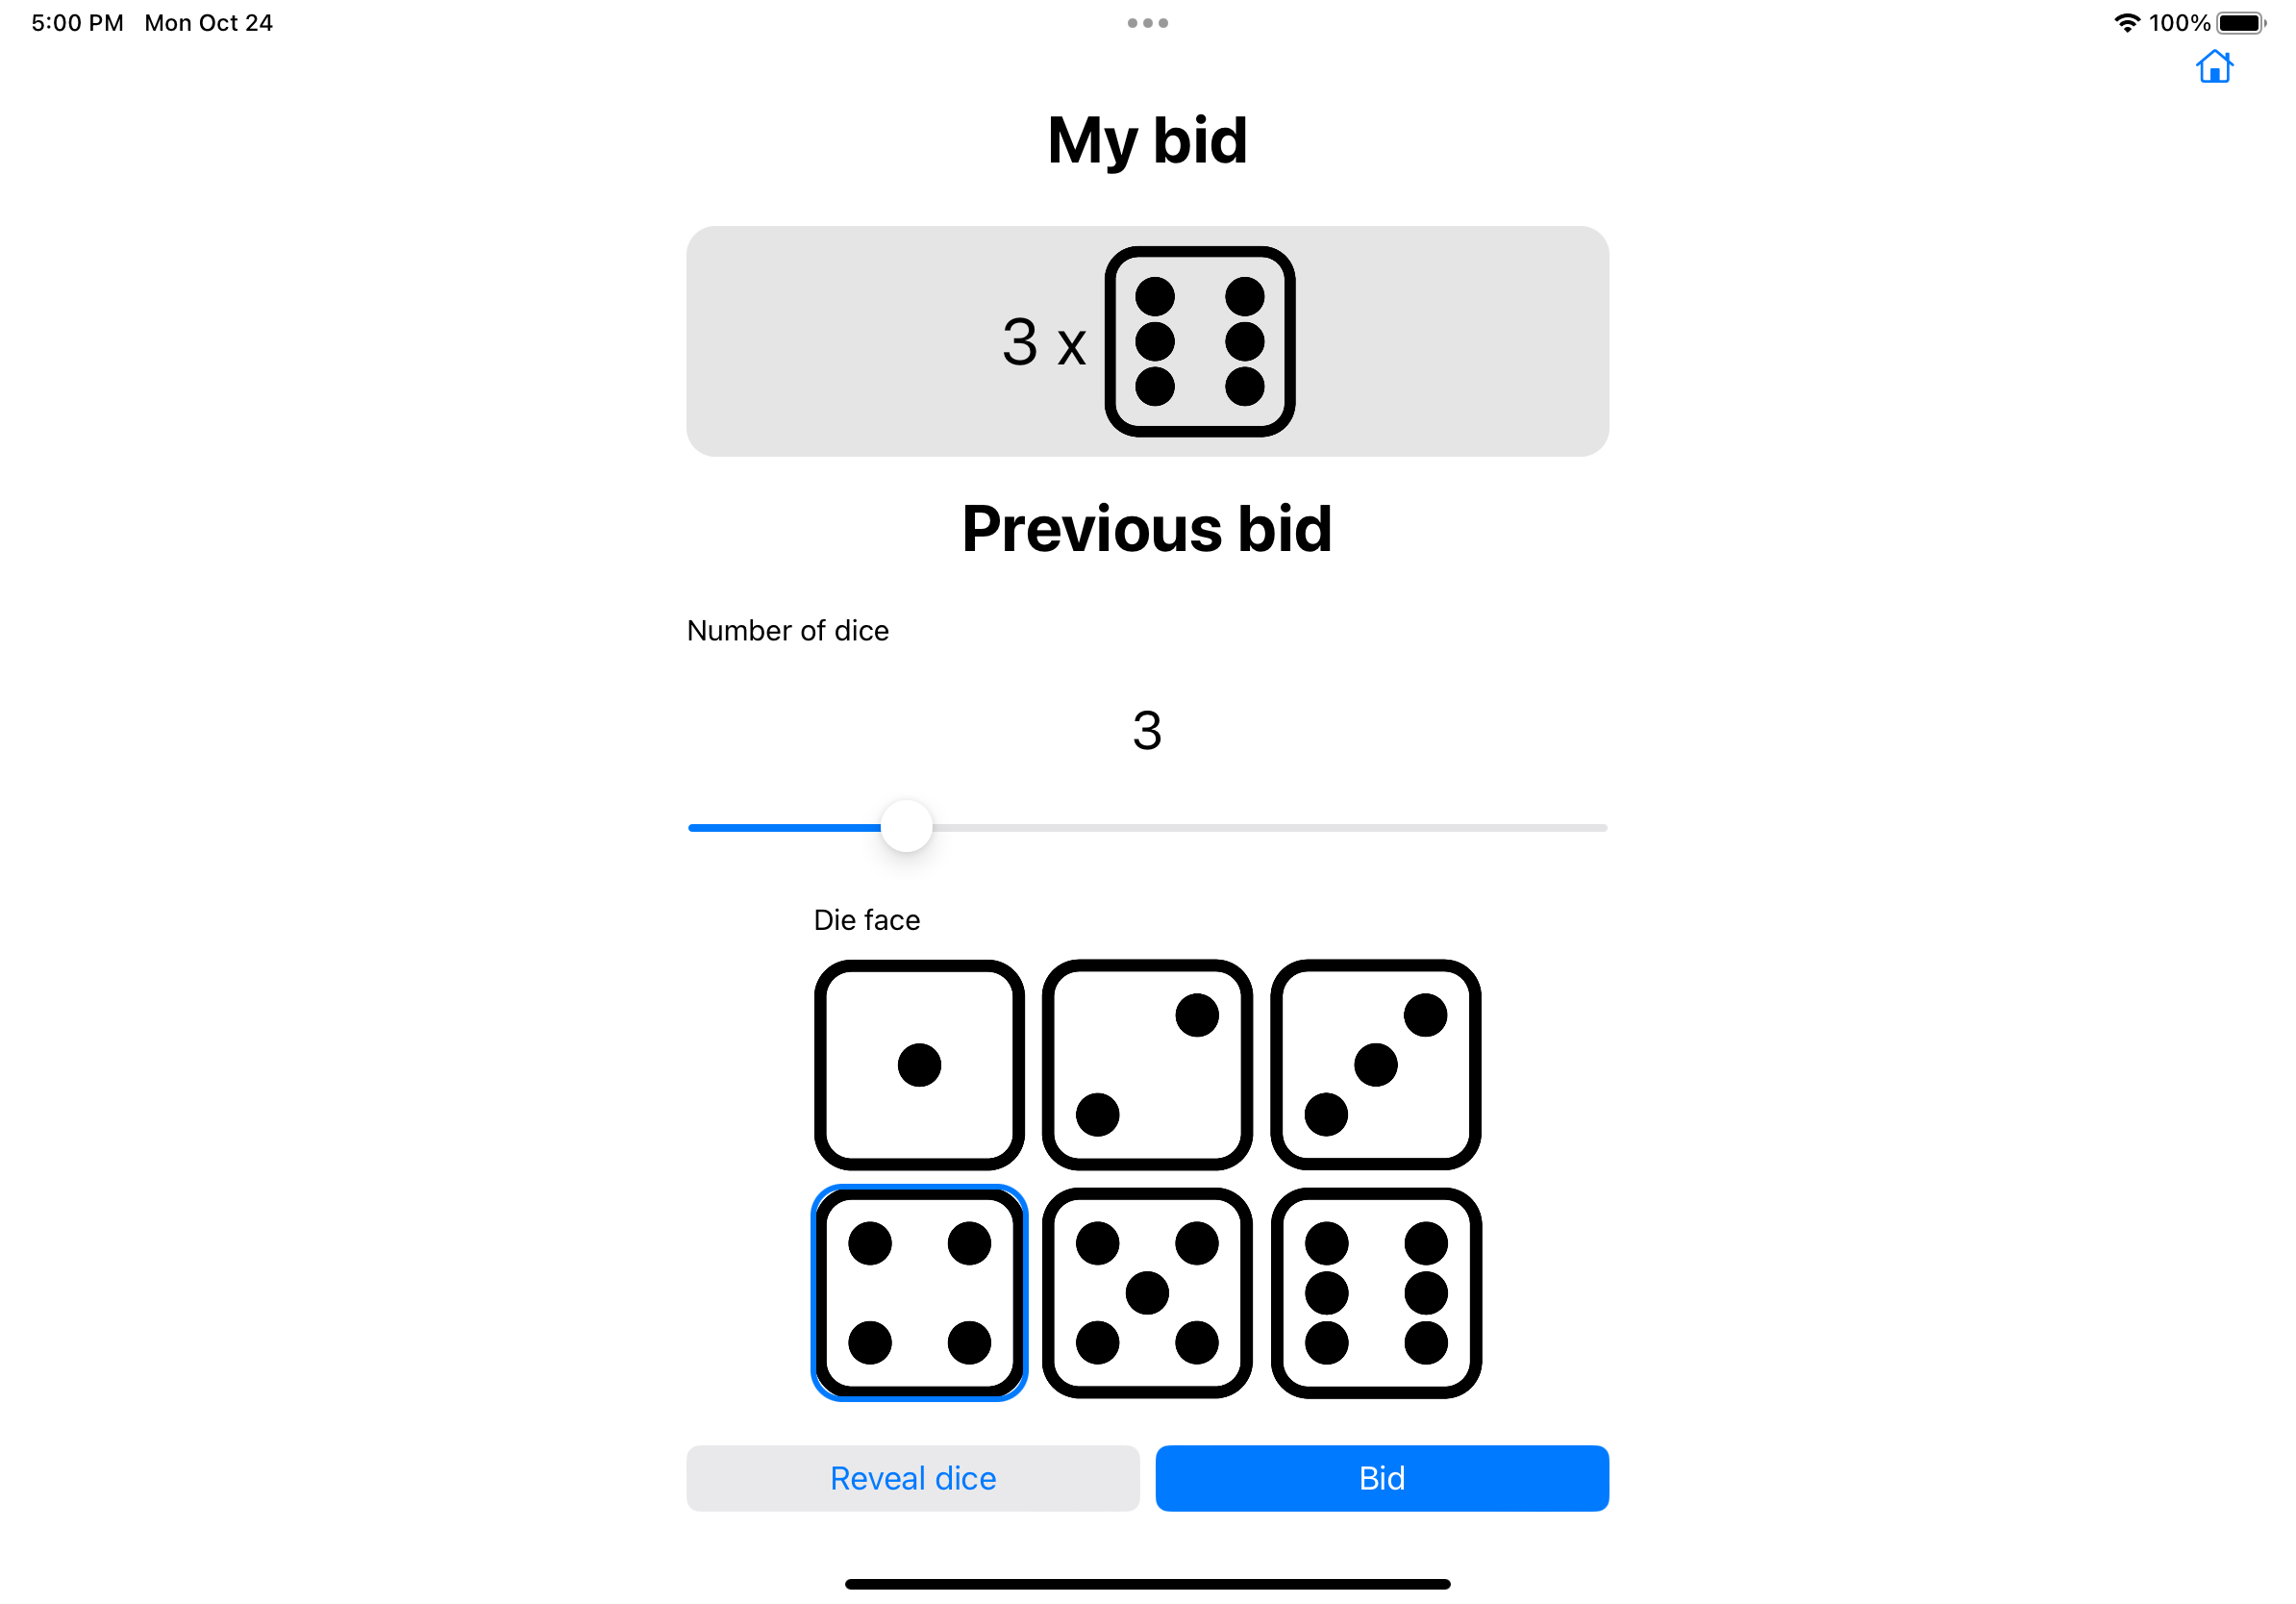 5:00 PM Mon Oct 24
100%
My bid
3 x
Previous bid
Number of dice
3
Die face
Reveal dice
Bid